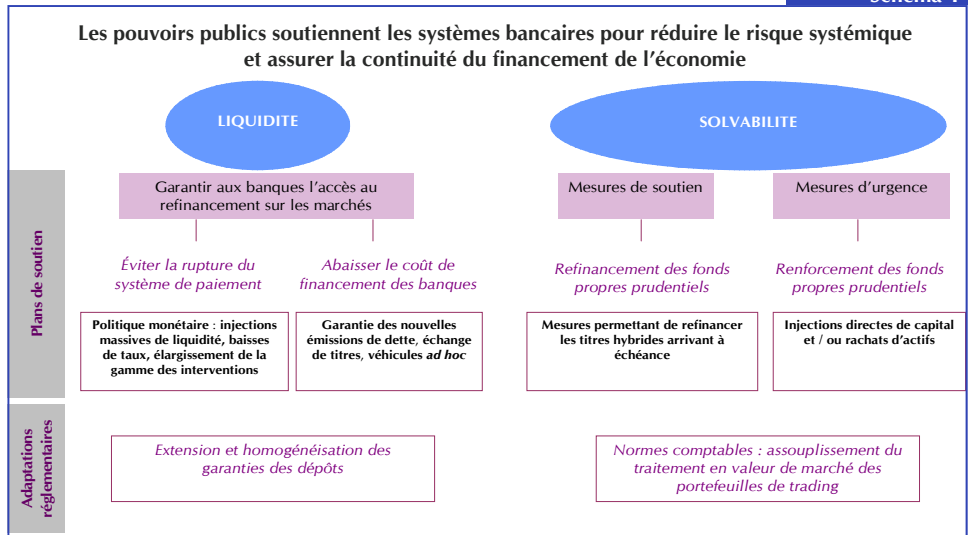 Les pouvoirs publics soutiennent les systèmes bancaires pour réduire le risque systémique
et assurer la continuité du financement de l'économie
LIQUIDITE
SOLVABILITE
Plans de soutien
Garantir aux banques l'accès au
refinancement sur les marchés
Mesures de soutien
Mesures d'urgence
Éviter la rupture du
système de paiement
Abaisser le coût de
financement des banques
Refinancement des fonds
propres prudentiels
Renforcement des fonds
propres prudentiels
Politique monétaire : injections
massives de liquidité, baisses
de taux, élargissement de la
gamme des interventions
Garantie des nouvelles
émissions de dette, échange
de titres, véhicules ad hoc
Mesures permettant de refinancer
les titres hybrides arrivant à
échéance
Injections directes de capital
et / ou rachats d'actifs
Adaptations
réglementaires
Extension et homogénéisation des
garanties des dépôts
Normes comptables : assouplissement du
traitement en valeur de marché des
portefeuilles de trading